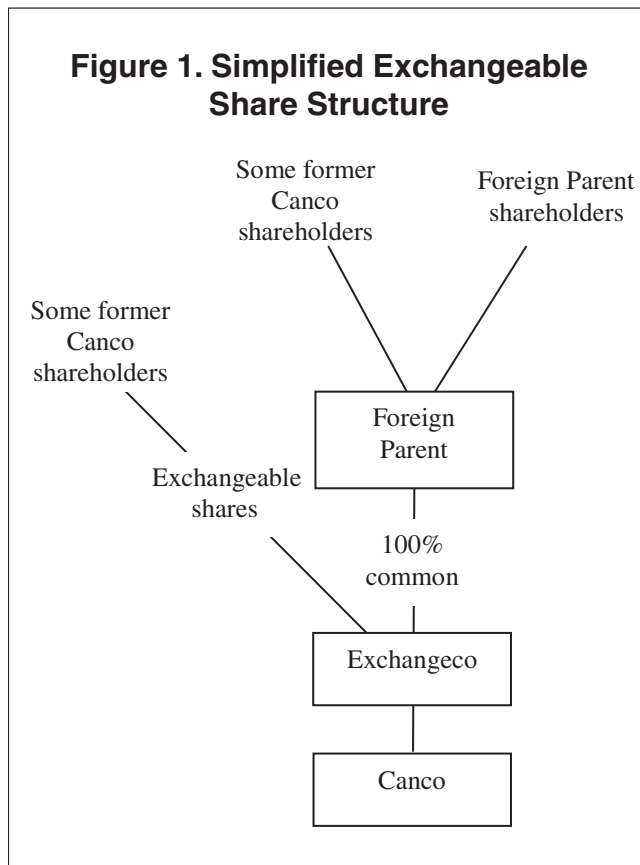 Figure 1. Simplified Exchangeable
Share Structure
Some former
Canco
shareholders
Foreign Parent
shareholders
Some former
Canco
shareholders
Foreign
Parent
Exchangeable
shares
100%
common
Exchangeco
Canco